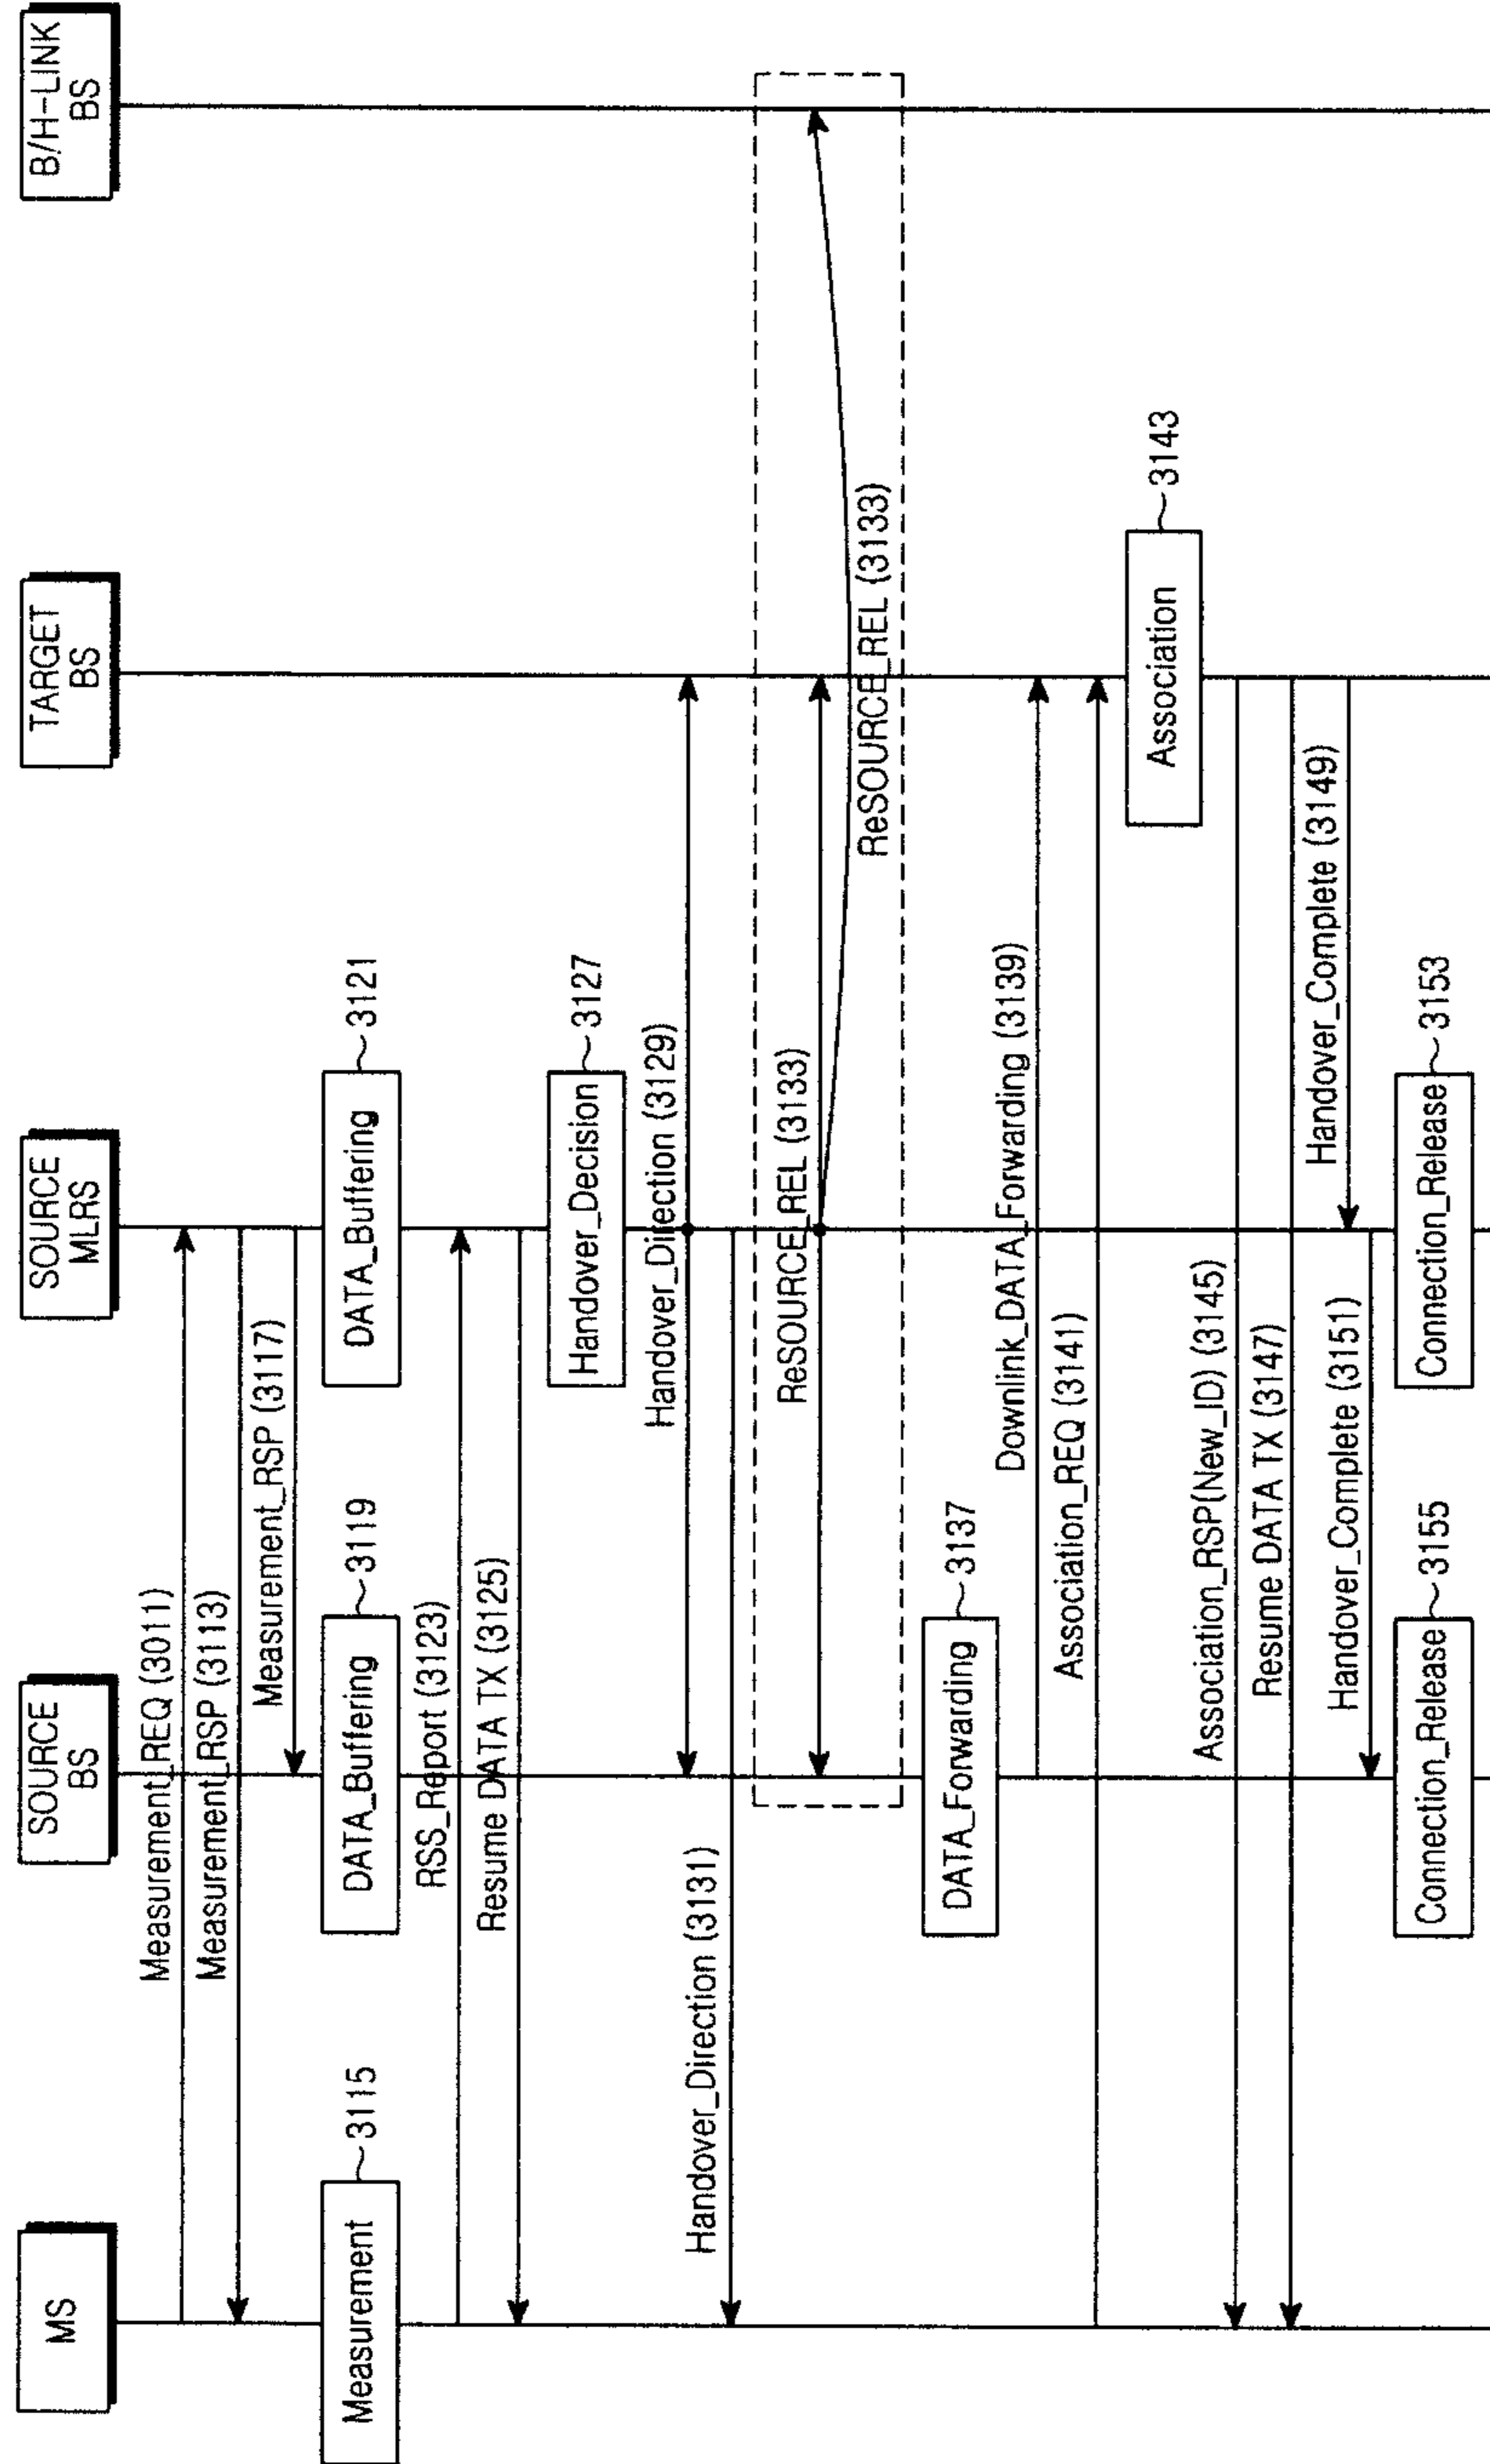 MS
SOURCE
BS
SOURCE
MLRS
TARGET
BS
B/H-LINK
BS
Measurement_REQ (3011)
Measurement_RSP (3113)
Measurement_RSP (3117)
Measurement
3115
DATA_Buffering
3119
DATA_Buffering
3121
RSS_Report (3123)
Resume DATA TX (3125)
Handover_Decision
3127
Handover_Direction (3129)
Handover_Direction (3131)
ReSOURCE_REL (3133)
ReSOURCE_REL (3133)
DATA_Forwarding
3137
Downlink_DATA_Forwarding (3139)
Association_REQ (3141)
Association
3143
Association_RSP(New_ID) (3145)
Resume DATA TX (3147)
Handover_Complete (3149)
Handover_Complete (3151)
Connection_Release
3153
Connection_Release
3155